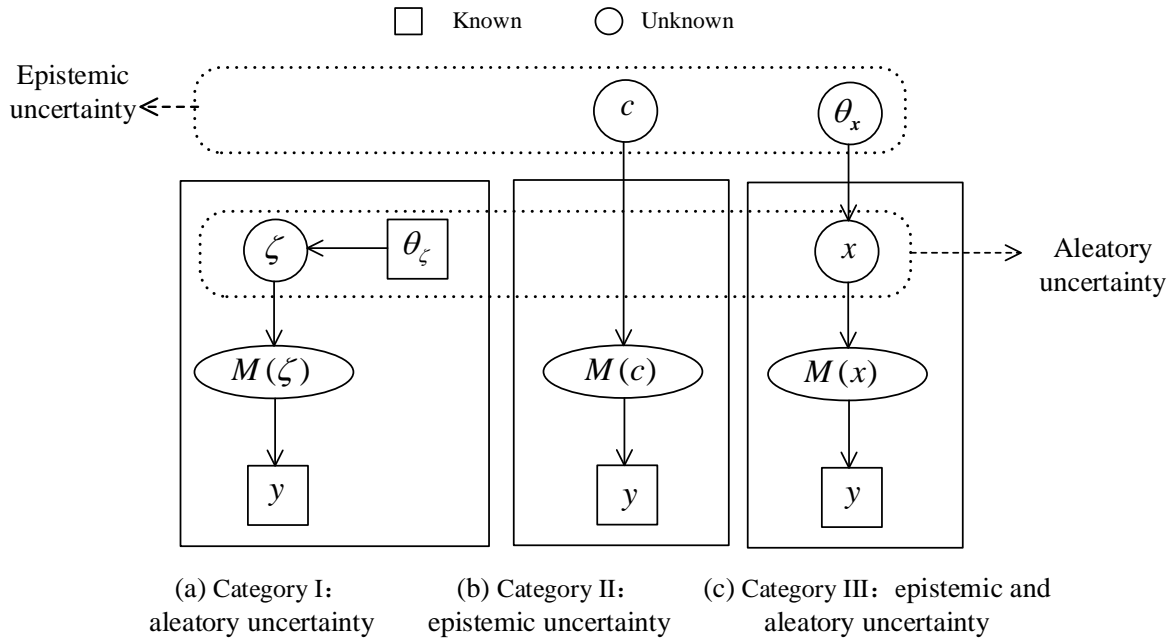 Known
Unknown
Epistemic
uncertainty
c
θₓ
ζ
θ_ζ
x
Aleatory
uncertainty
M(ζ)
M(c)
M(x)
y
y
y
(a) Category I:
aleatory uncertainty
(b) Category II:
epistemic uncertainty
(c) Category III: epistemic and
aleatory uncertainty